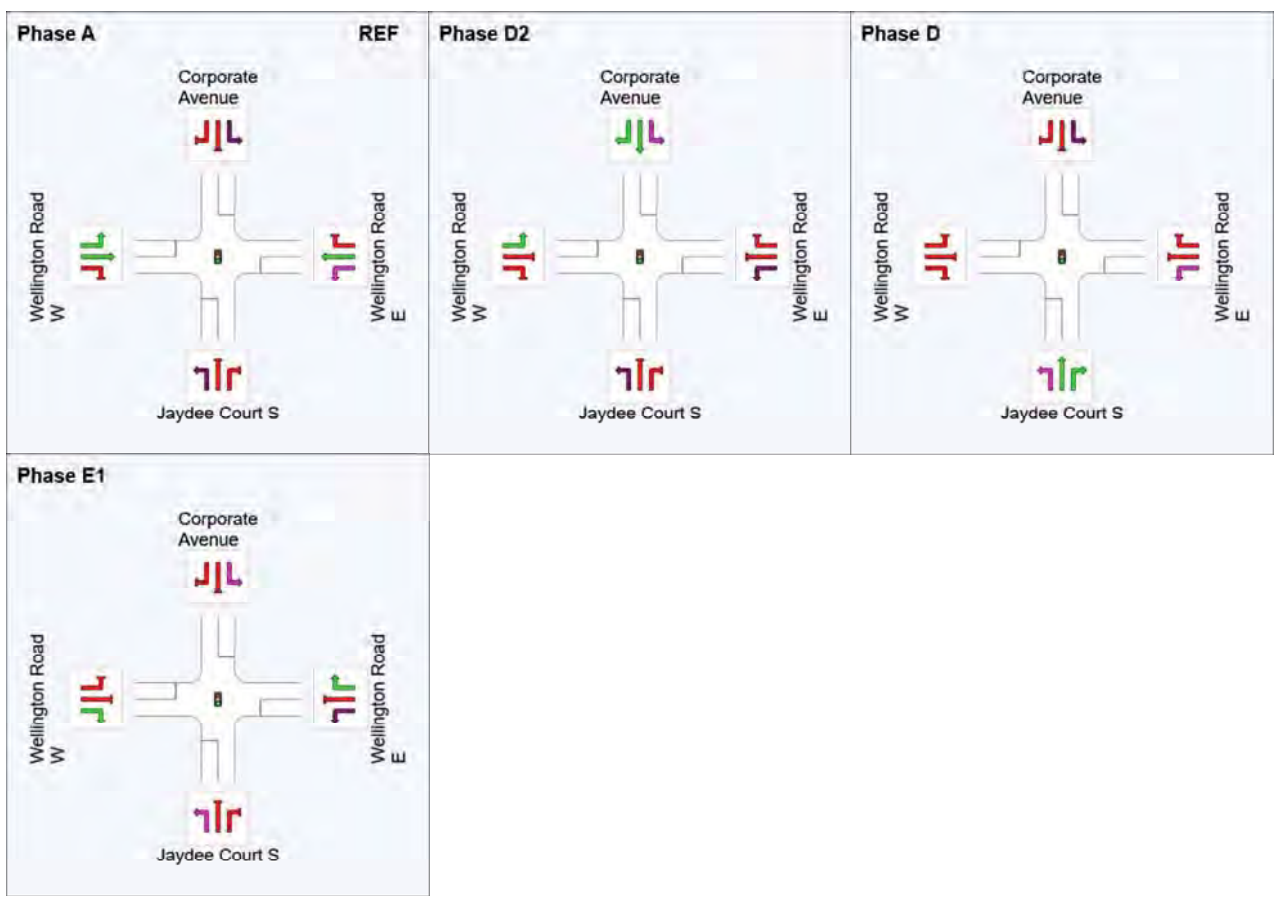 Phase A
REF
Corporate
Avenue
Wellington Road
W
Wellington Road
E
Jaydee Court S
Phase D2
Corporate
Avenue
Wellington Road
W
Wellington Road
E
Jaydee Court S
Phase D
Corporate
Avenue
Wellington Road
W
Wellington Road
E
Jaydee Court S
Phase E1
Corporate
Avenue
Wellington Road
W
Wellington Road
E
Jaydee Court S